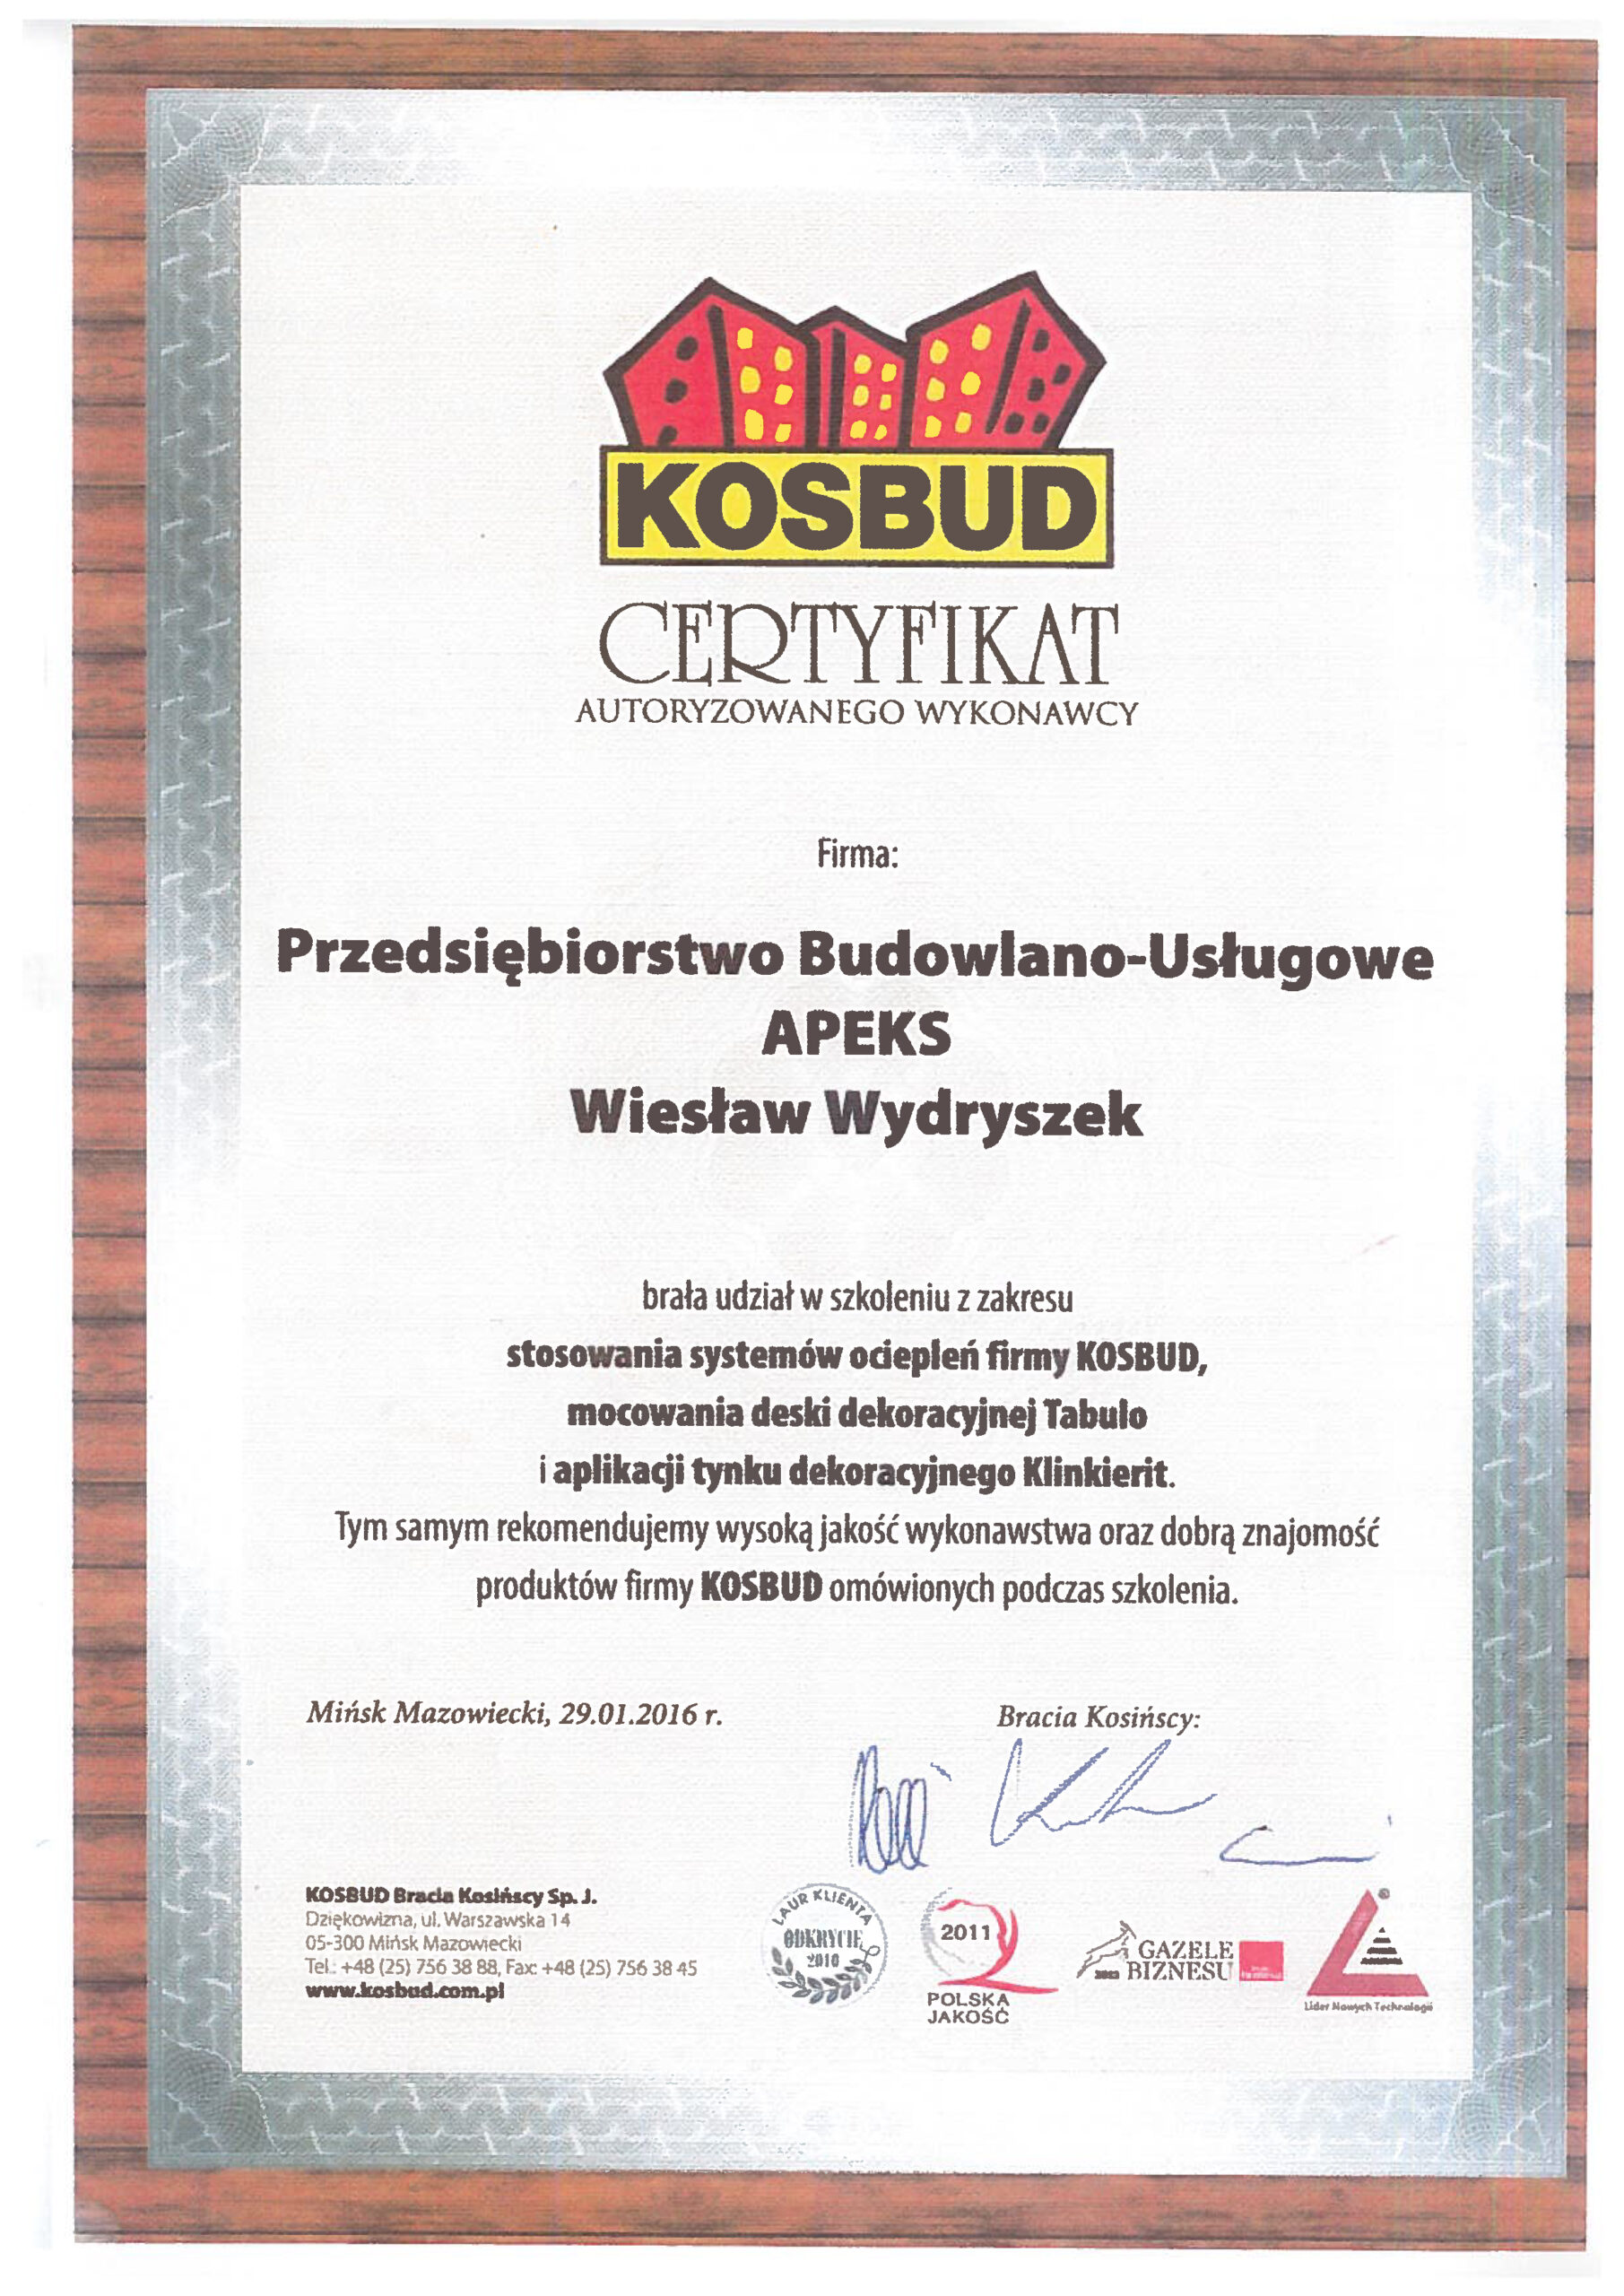 KOSBUD
CERTYFIKAT
AUTORYZOWANEGO WYKONAWCY
Firma:
Przedsiębiorstwo Budowlano-Usługowe
APEKS
Wiesław Wydryszek
brała udział w szkoleniu z zakresu
stosowania systemów ociepleń firmy KOSBUD,
mocowania deski dekoracyjnej Tabulo
i aplikacji tynku dekoracyjnego Klinkierit.
Tym samym rekomendujemy wysoką jakość wykonawstwa oraz dobrą znajomość
produktów firmy KOSBUD omówionych podczas szkolenia.
Mińsk Mazowiecki, 29.01.2016 r.
Bracia Kosińscy:
KOSBUD Bracia Kosińscy Sp. J.
Dziękowizna, ul. Warszawska 14
05-300 Mińsk Mazowiecki
Tel.: +48 (25) 756 38 88, Fax: +48 (25) 756 38 45
www.kosbud.com.pl
LAUR KLIENTA
ODKRYCIE
2010
2011
POLSKA
JAKOŚĆ
GAZELE
BIZNESU
®
Lider Nowych Technologii